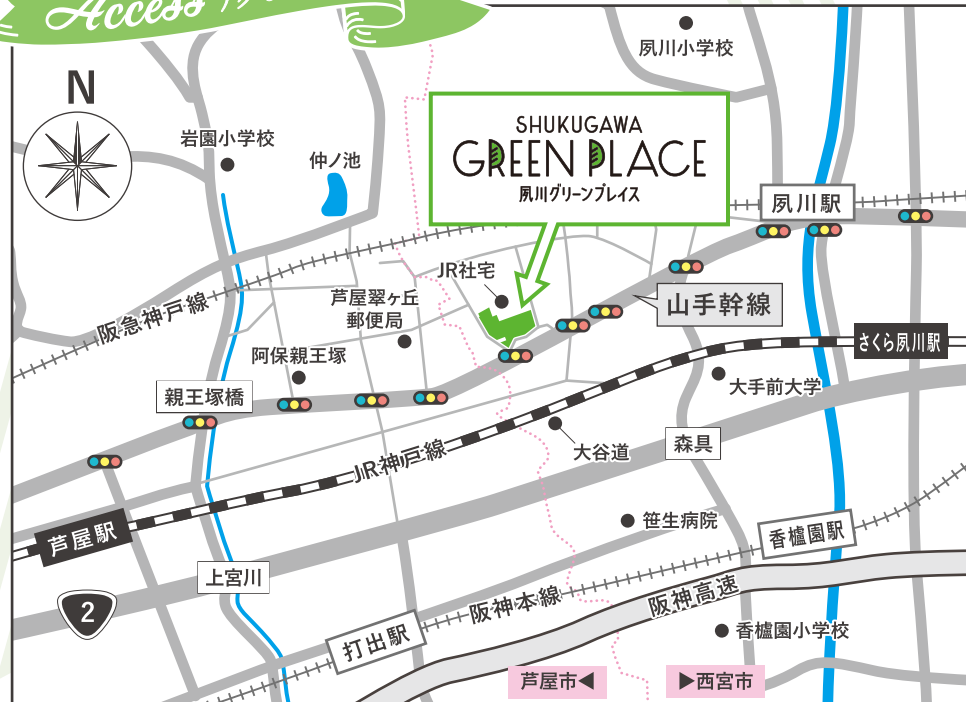 Access
夙川小学校
N
岩園小学校
仲ノ池
SHUKUGAWA
GREEN PLACE
夙川グリーンプレイス
夙川駅
JR社宅
芦屋翠ヶ丘
郵便局
山手幹線
阪急神戸線
さくら夙川駅
阿保親王塚
親王塚橋
大手前大学
大谷道
森具
JR神戸線
芦屋駅
笹生病院
香櫨園駅
上宮川
2
阪神本線
阪神高速
打出駅
香櫨園小学校
芦屋市◀
▶西宮市